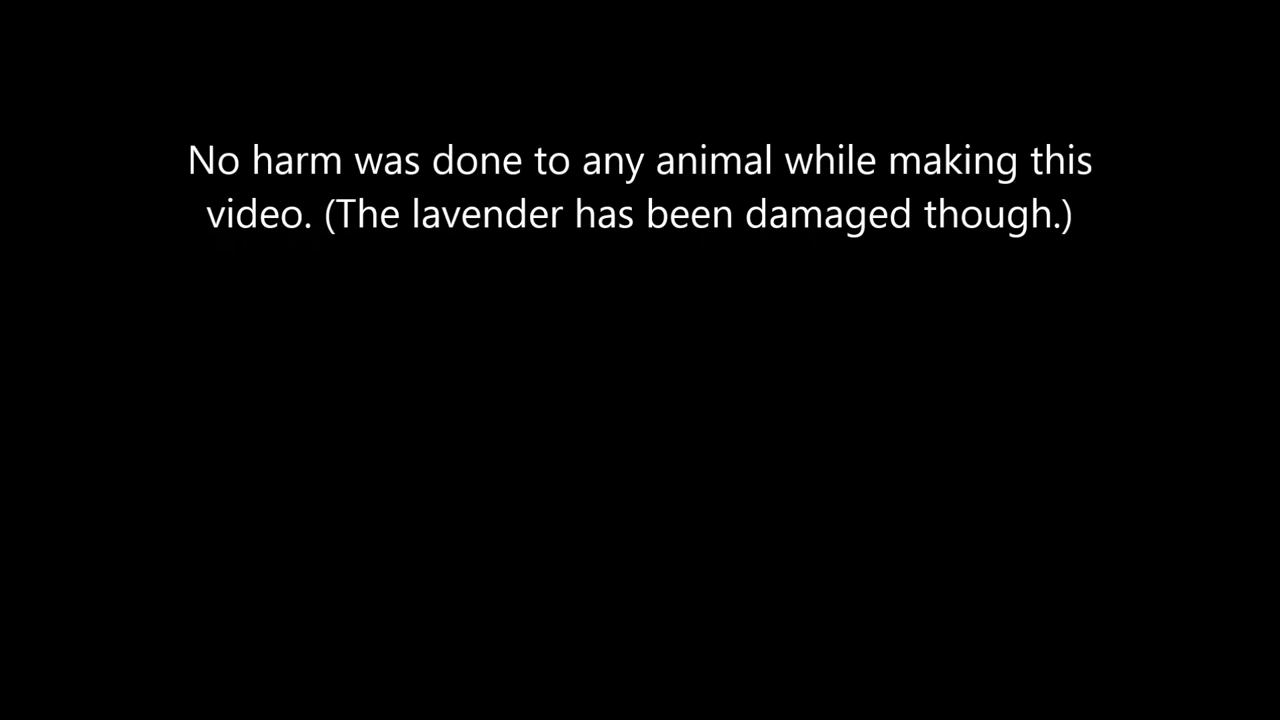 No harm was done to any animal while making this
video. (The lavender has been damaged though.)